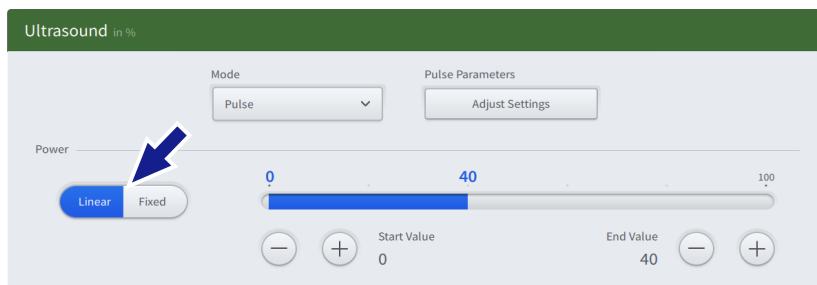 Ultrasound in %
Mode
Pulse Parameters
Pulse
Adjust Settings
Power
0
40
100
Linear
Fixed
Start Value
0
End Value
40